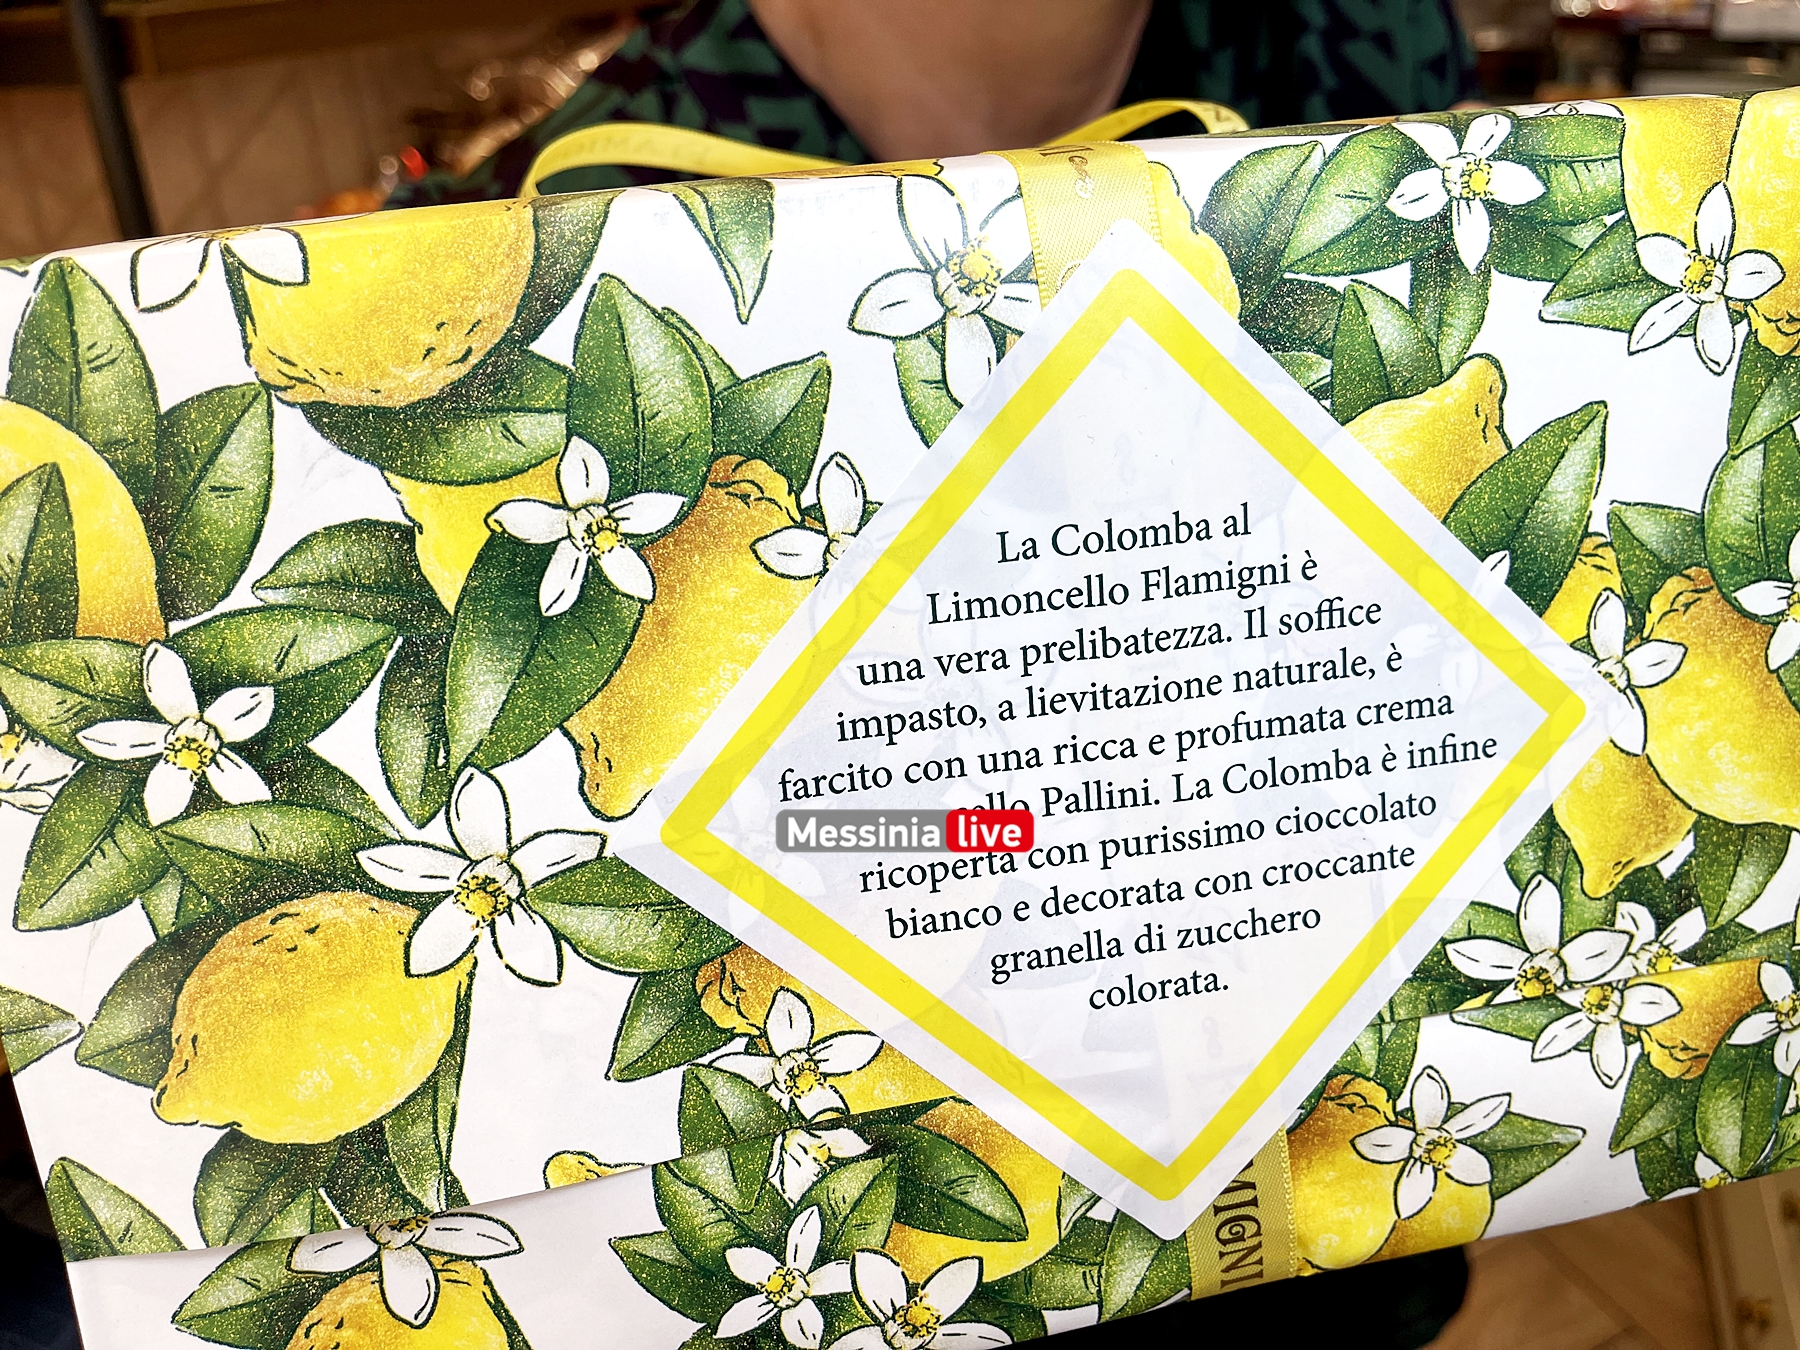 La Colomba al
Limoncello Flamigni è
una vera prelibatezza. Il soffice
impasto, a lievitazione naturale, è
farcito con una ricca e profumata crema
Pallini. La Colomba è infine
ricoperta con purissimo cioccolato
bianco e decorata con croccante
granella di zucchero
colorata.
Messinia live
MIGNI